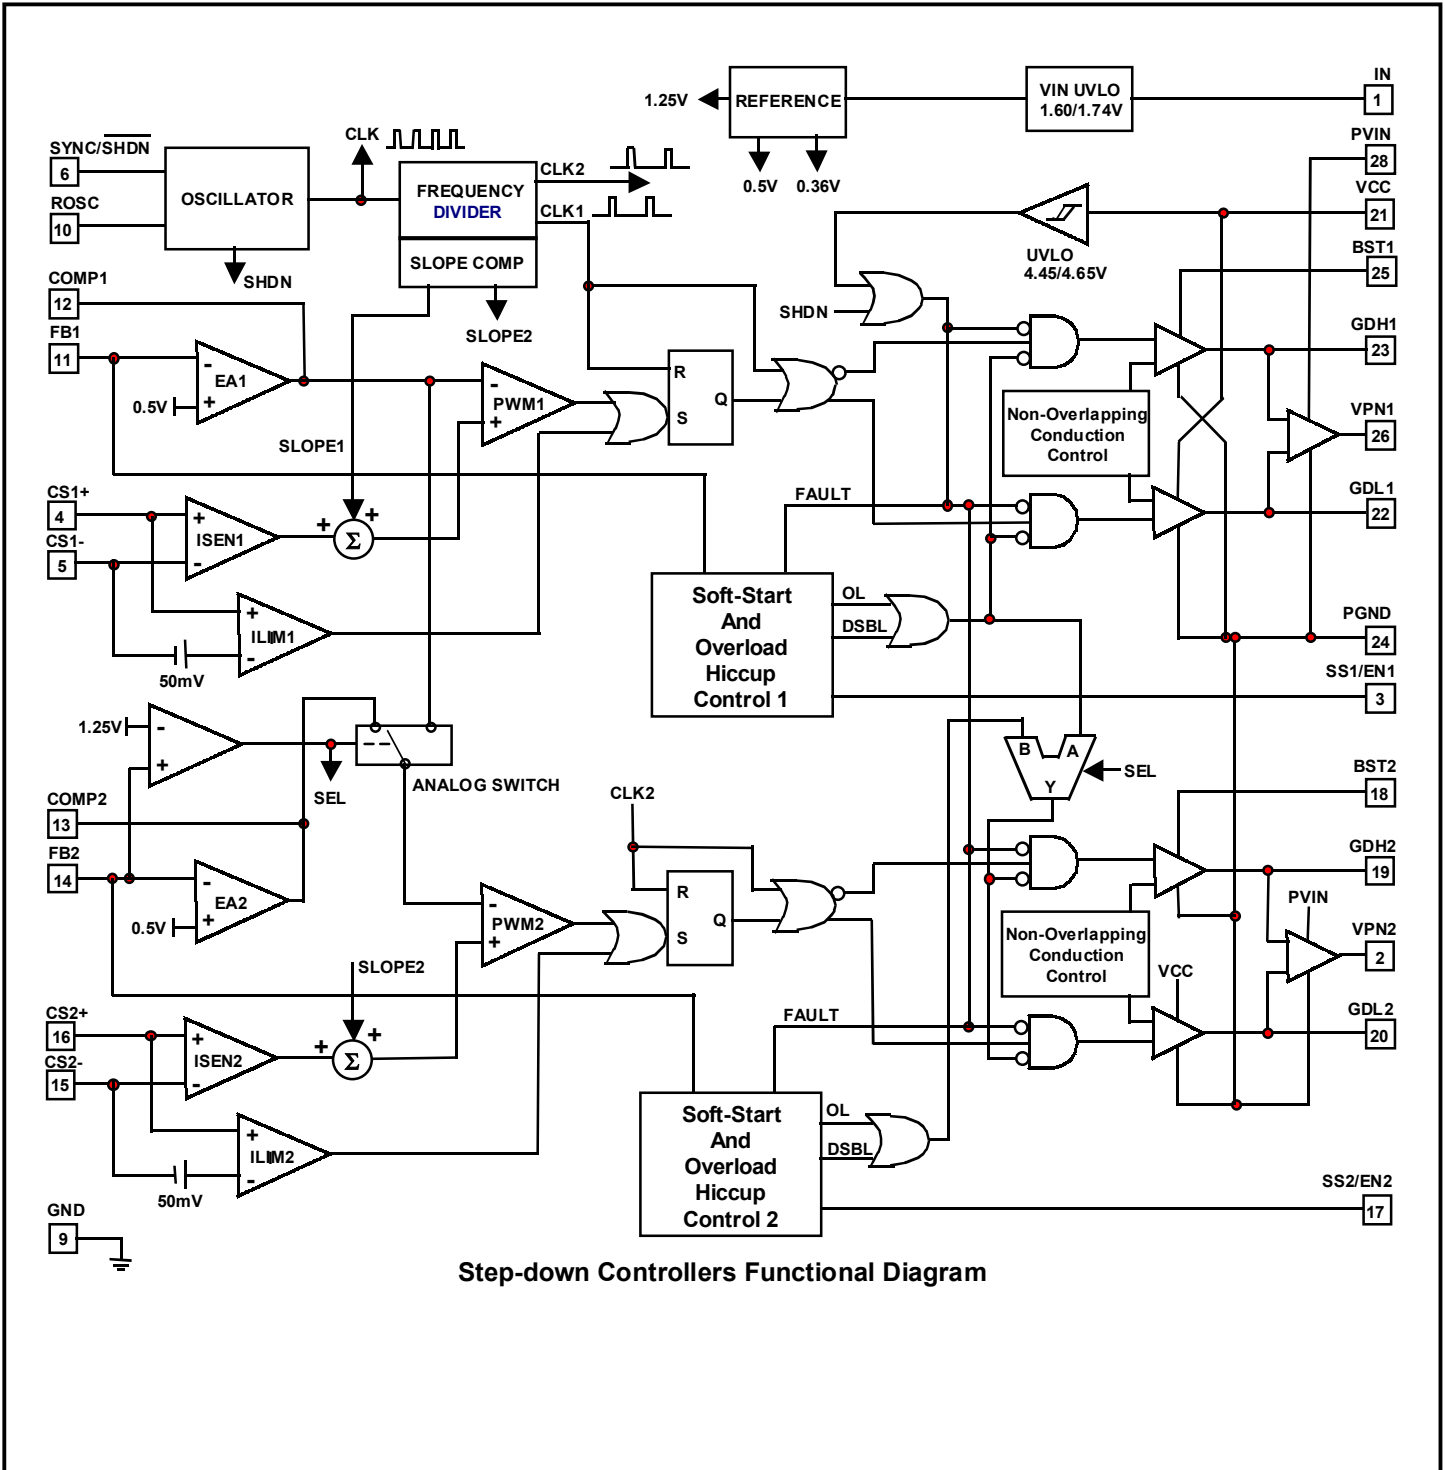 IN
1.25V
REFERENCE
VIN UVLO
1.60/1.74V
1
CLK
PVIN
SYNC/SHDN
6
CLK2
28
OSCILLATOR
FREQUENCY
DIVIDER
0.5V
0.36V
VCC
ROSC
10
CLK1
21
SLOPE COMP
UVLO
4.45/4.65V
BST1
25
SHDN
COMP1
12
SHDN
SLOPE2
GDH1
23
FB1
11
-
EA1
+
0.5V
-
PWM1
+
R
S
Q
Non-Overlapping
Conduction
Control
VPN1
26
SLOPE1
CS1+
4
FAULT
GDL1
22
+
ISEN1
-
+
+
Σ
CS1-
5
Soft-Start
And
Overload
Hiccup
Control 1
OL
DSBL
+
ILIM1
-
50mV
PGND
24
SS1/EN1
3
1.25V
-
+
B
A
Y
SEL
SEL
ANALOG SWITCH
BST2
18
COMP2
13
CLK2
FB2
14
-
EA2
+
0.5V
-
PWM2
+
R
S
Q
GDH2
19
PVIN
Non-Overlapping
Conduction
Control
VPN2
2
SLOPE2
VCC
CS2+
16
FAULT
GDL2
20
+
ISEN2
-
+
+
Σ
CS2-
15
Soft-Start
And
Overload
Hiccup
Control 2
OL
DSBL
+
ILIM2
-
50mV
SS2/EN2
17
GND
9
Step-down Controllers Functional Diagram